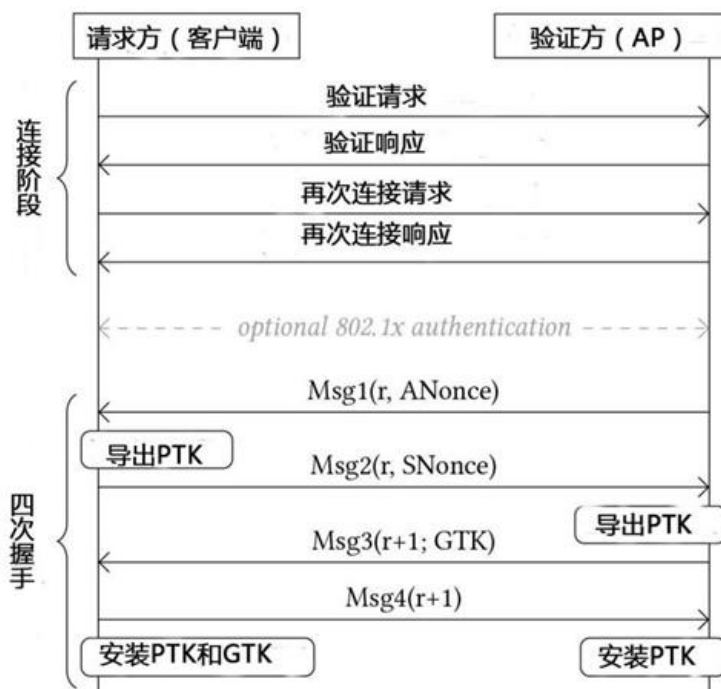 请求方（客户端）
验证方（AP）
验证请求
验证响应
再次连接请求
再次连接响应
连接阶段
optional 802.1x authentication
Msg1(r, ANonce)
导出PTK
Msg2(r, SNonce)
导出PTK
Msg3(r+1; GTK)
Msg4(r+1)
四次握手
安装PTK和GTK
安装PTK